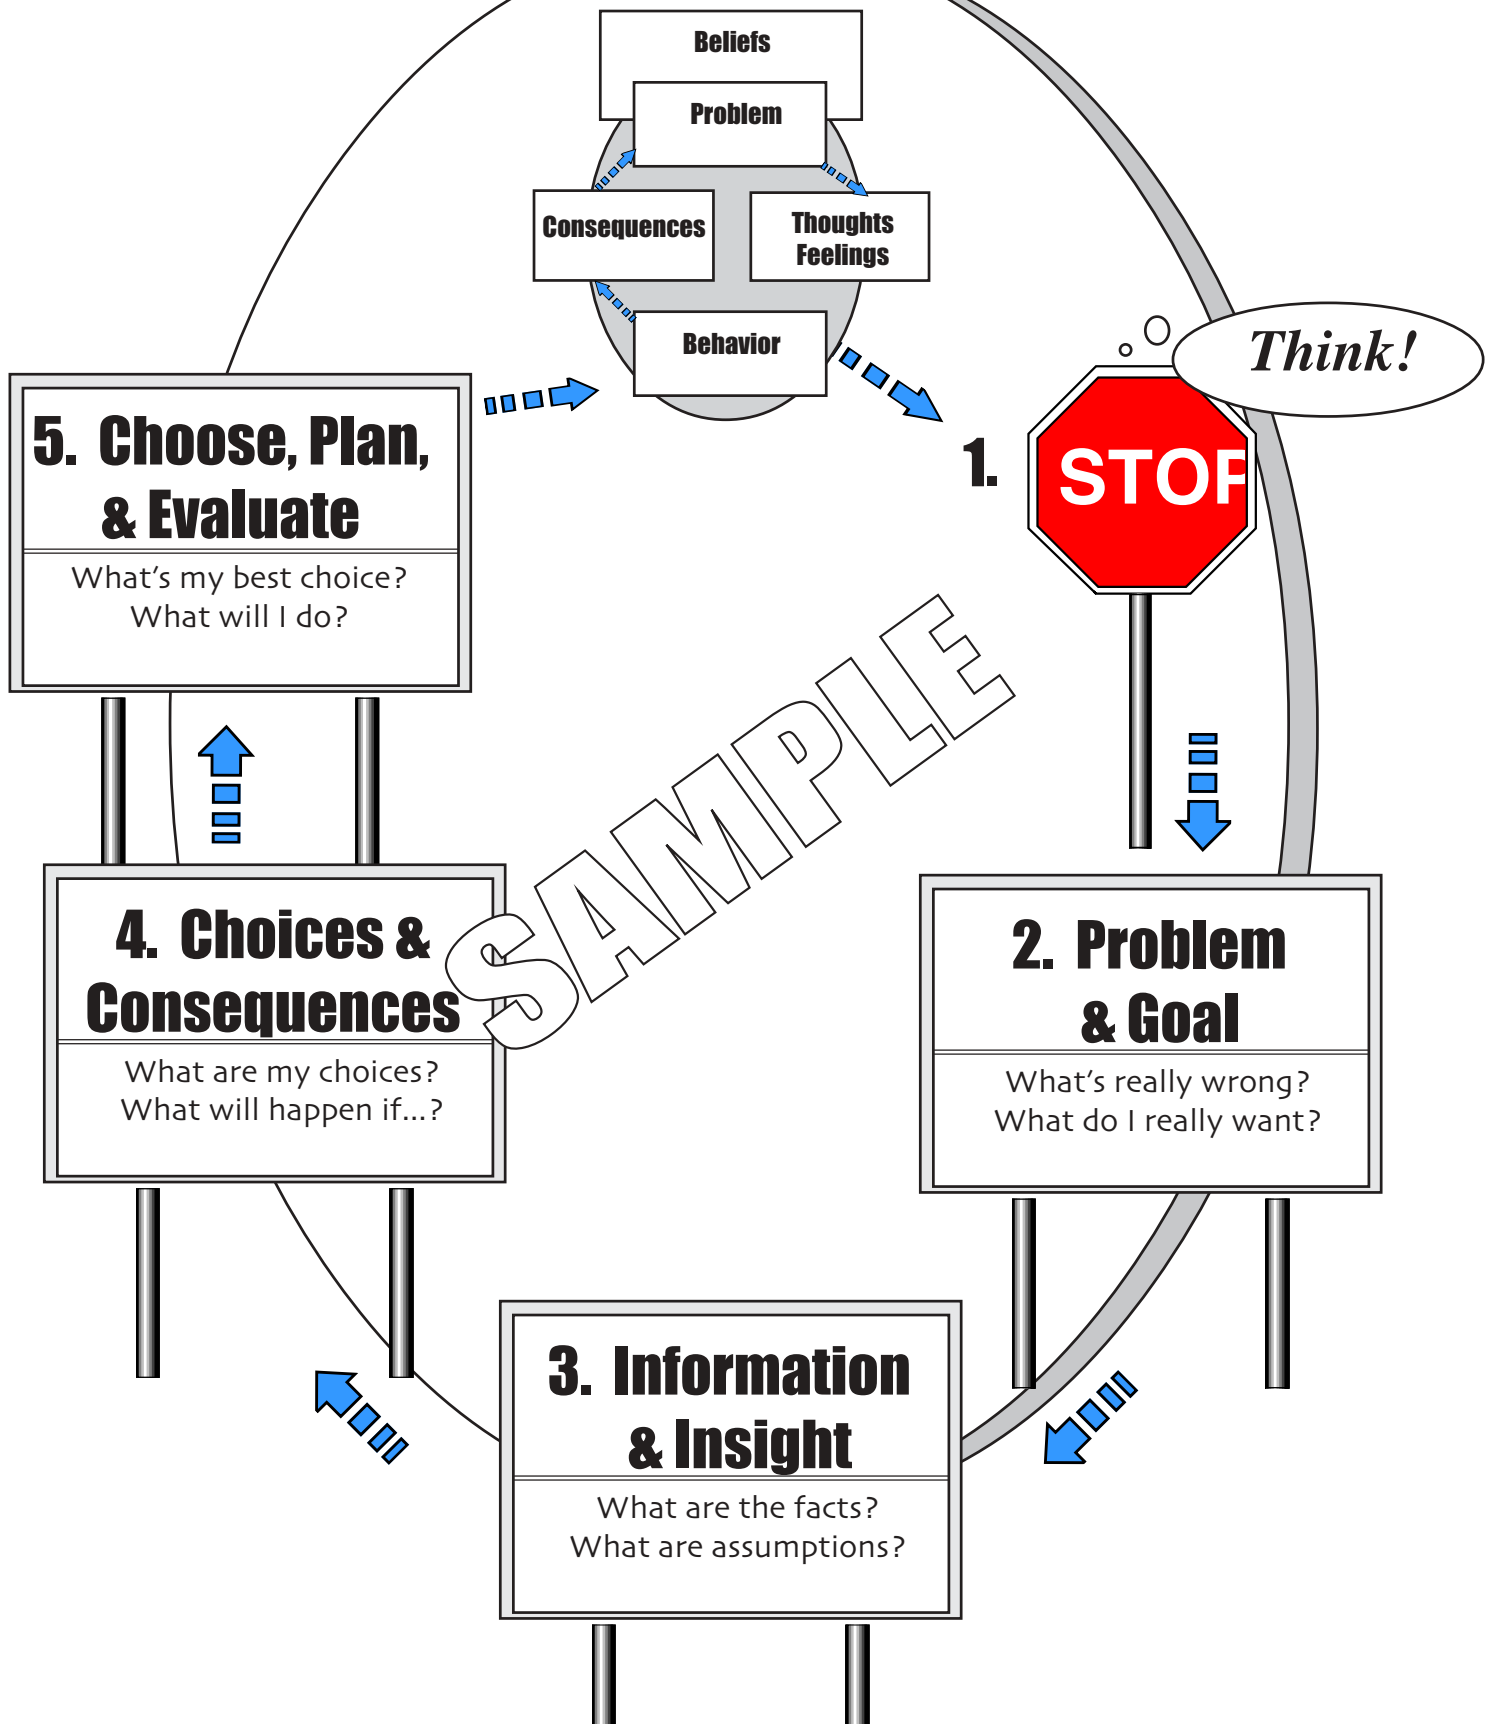 Beliefs
Problem
Consequences
Thoughts
Feelings
Behavior
Think!
1.
STOP
2. Problem
& Goal
What's really wrong?
What do I really want?
3. Information
& Insight
What are the facts?
What are assumptions?
4. Choices &
Consequences
What are my choices?
What will happen if...?
5. Choose, Plan,
& Evaluate
What's my best choice?
What will I do?
SAMPLE